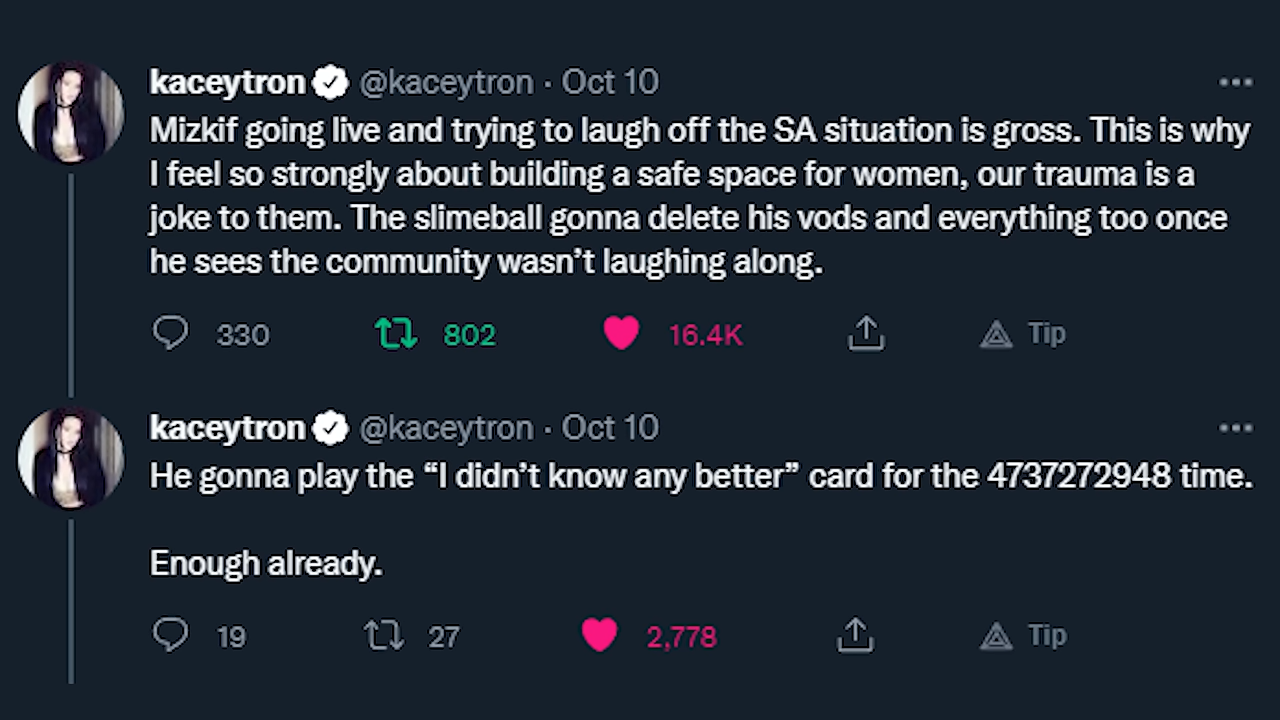 kaceytron @kaceytron · Oct 10
Mizkif going live and trying to laugh off the SA situation is gross. This is why
I feel so strongly about building a safe space for women, our trauma is a
joke to them. The slimeball gonna delete his vods and everything too once
he sees the community wasn’t laughing along.
330 802 16.4K Tip
kaceytron @kaceytron · Oct 10
He gonna play the “I didn’t know any better” card for the 4737272948 time.
Enough already.
19 27 2,778 Tip